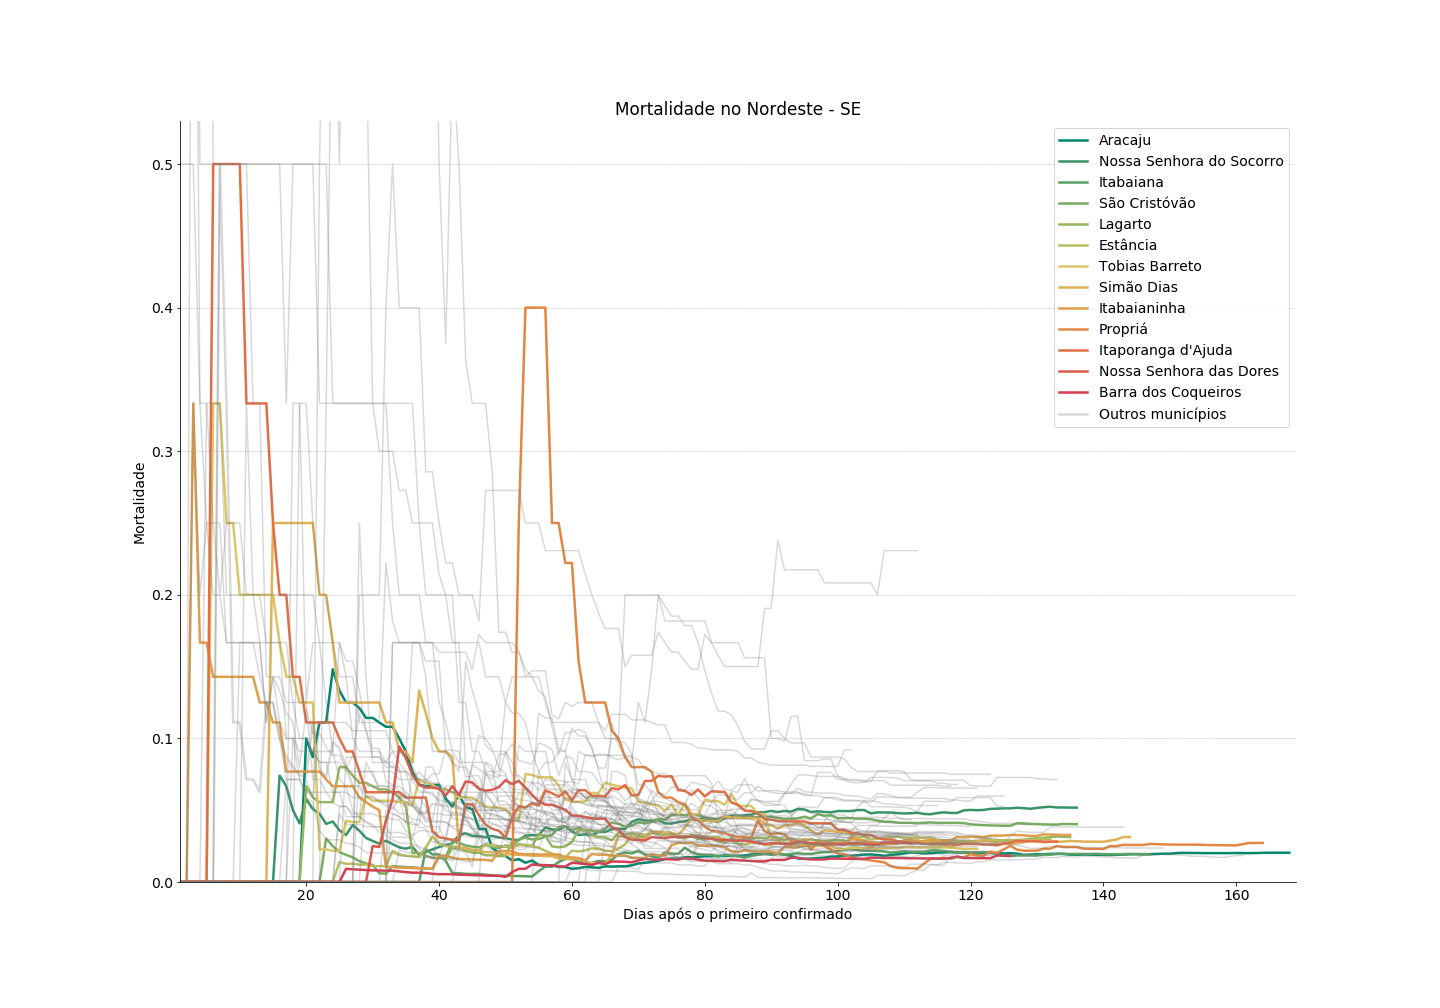 Mortalidade no Nordeste - SE
Mortalidade
0.5
0.4
0.3
0.2
0.1
0.0
Aracaju
Nossa Senhora do Socorro
Itabaiana
São Cristóvão
Lagarto
Estância
Tobias Barreto
Simão Dias
Itabaianinha
Propriá
Itaporanga d'Ajuda
Nossa Senhora das Dores
Barra dos Coqueiros
Outros municípios
20 40 60 80 100 120 140 160
Dias após o primeiro confirmado